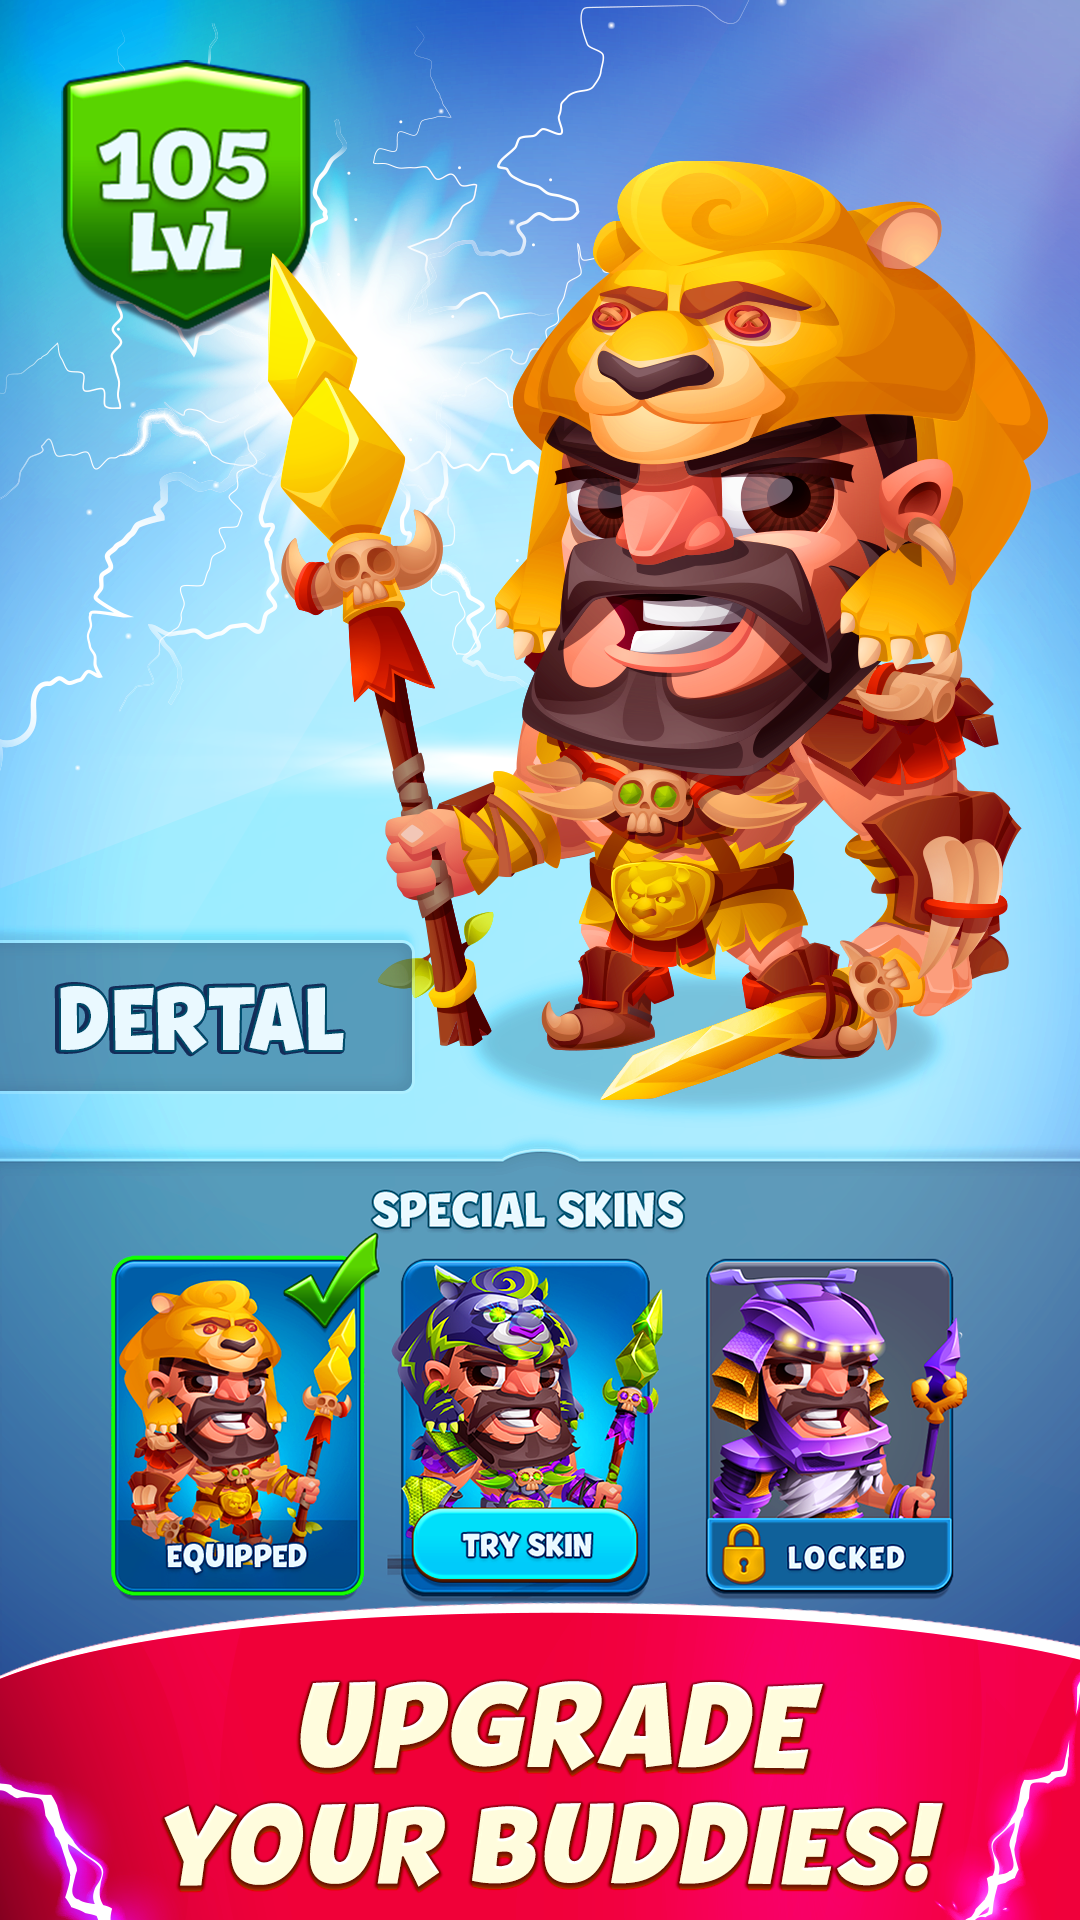 105
Lvl
DERTAL
SPECIAL SKINS
EQUIPPED
TRY SKIN
LOCKED
UPGRADE
YOUR BUDDIES!